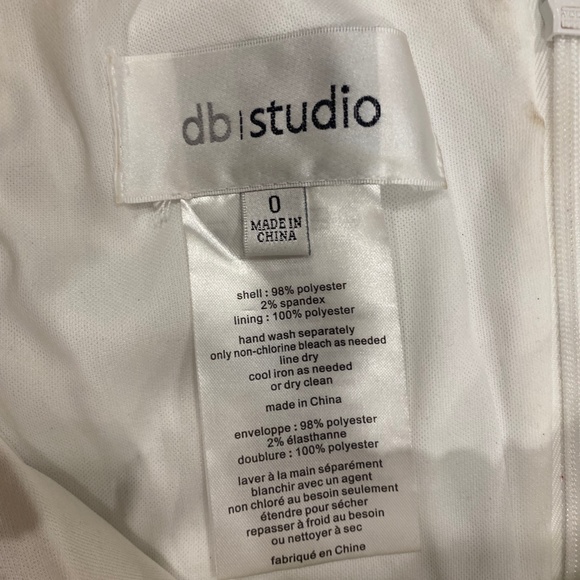 db|studio
0
MADE IN
CHINA
shell : 98% polyester
2% spandex
lining : 100% polyester
hand wash separately
only non-chlorine bleach as needed
line dry
cool iron as needed
or dry clean
made in China
enveloppe : 98% polyester
2% élasthanne
doublure : 100% polyester
laver à la main séparément
blanchir avec un agent
non chloré au besoin seulement
étendre pour sécher
repasser à froid au besoin
ou nettoyer à sec
fabriqué en Chine